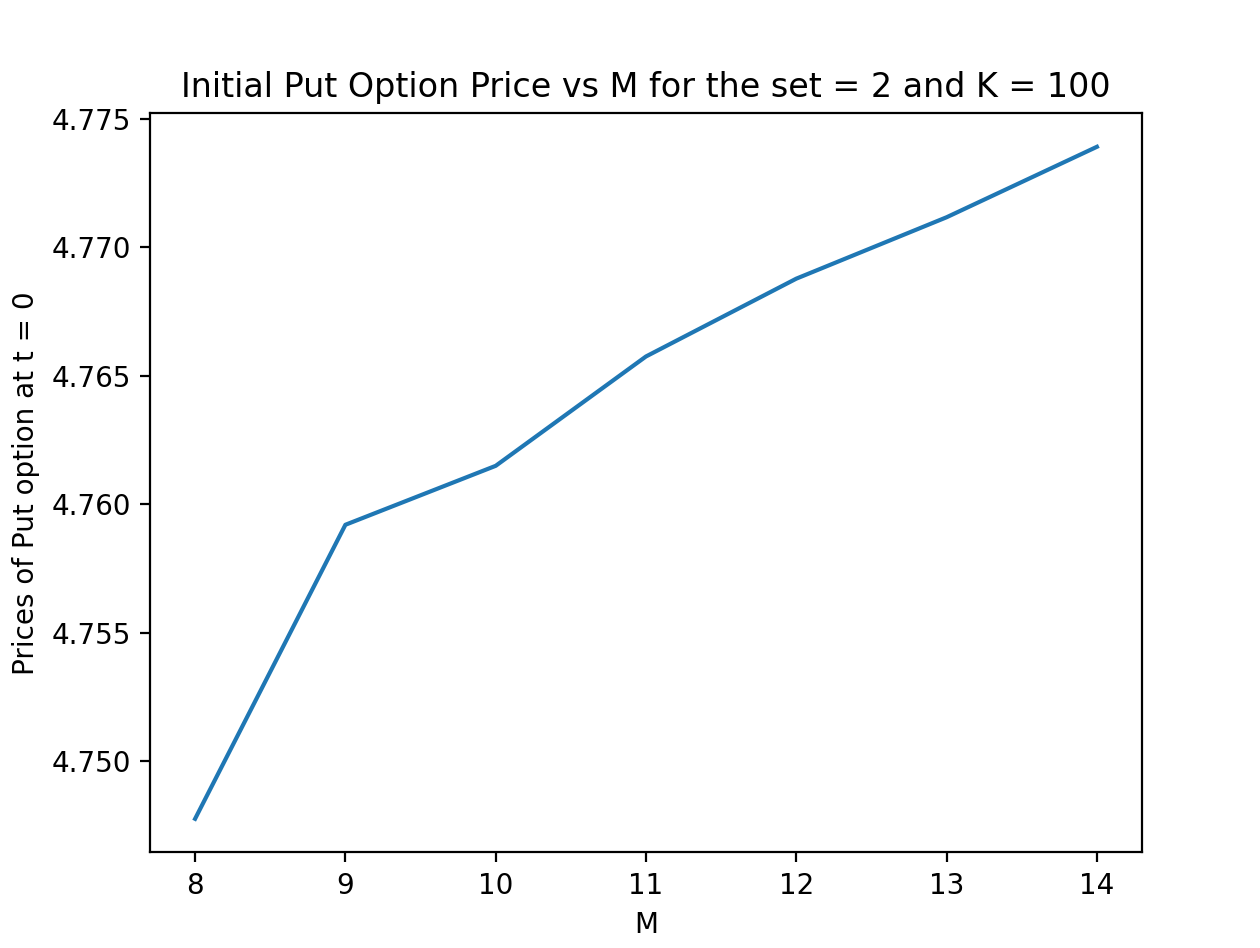 Initial Put Option Price vs M for the set = 2 and K = 100
4.775
4.770
4.765
4.760
4.755
4.750
Prices of Put option at t = 0
8 9 10 11 12 13 14
M